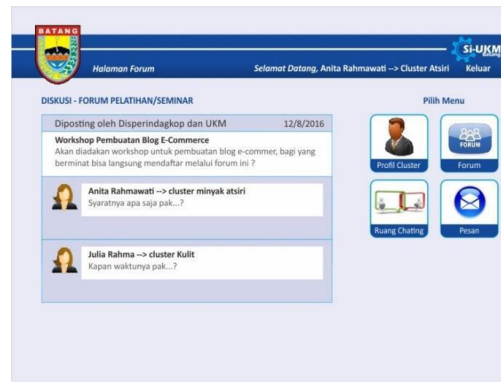 BATANG
Si-UKM
Batang
Halaman Forum
Selamat Datang, Anita Rahmawati --> Cluster Atsiri
Keluar
DISKUSI - FORUM PELATIHAN/SEMINAR
Pilih Menu
Diposting oleh Disperindagkop dan UKM 12/8/2016
Workshop Pembuatan Blog E-Commerce
Akan diadakan workshop untuk pembuatan blog e-commer, bagi yang
berminat bisa langsung mendaftar melalui forum ini ?
Anita Rahmawati --> cluster minyak atsiri
Syaratnya apa saja pak...?
Julia Rahma --> cluster Kulit
Kapan waktunya pak...?
Profil Cluster
FORUM
Forum
Ruang Chating
Pesan